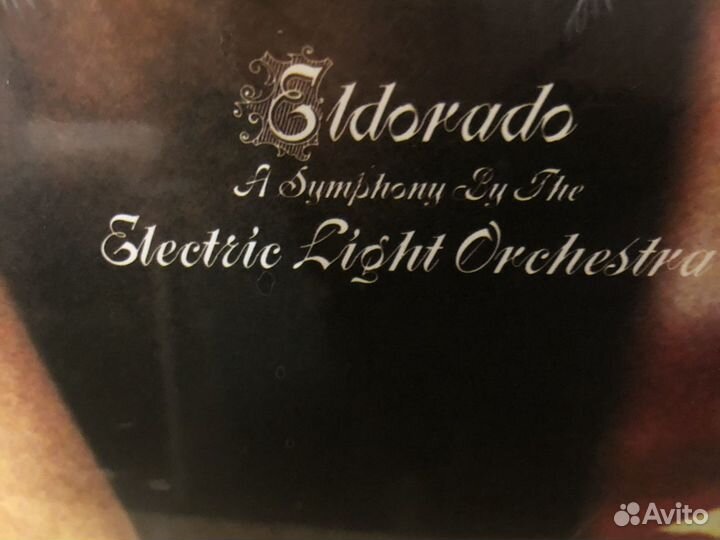 Eldorado
A Symphony By The
Electric Light Orchestra
Avito